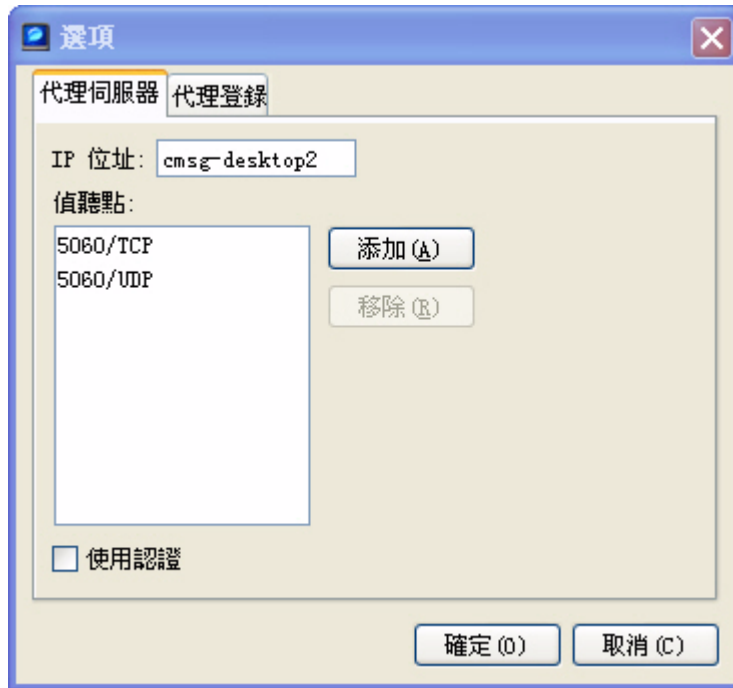 選項
代理伺服器 代理登錄
IP 位址: cmsg-desktop2
偵聽點:
5060/TCP
5060/UDP
添加(A)
移除(R)
使用認證
確定(O) 取消(C)